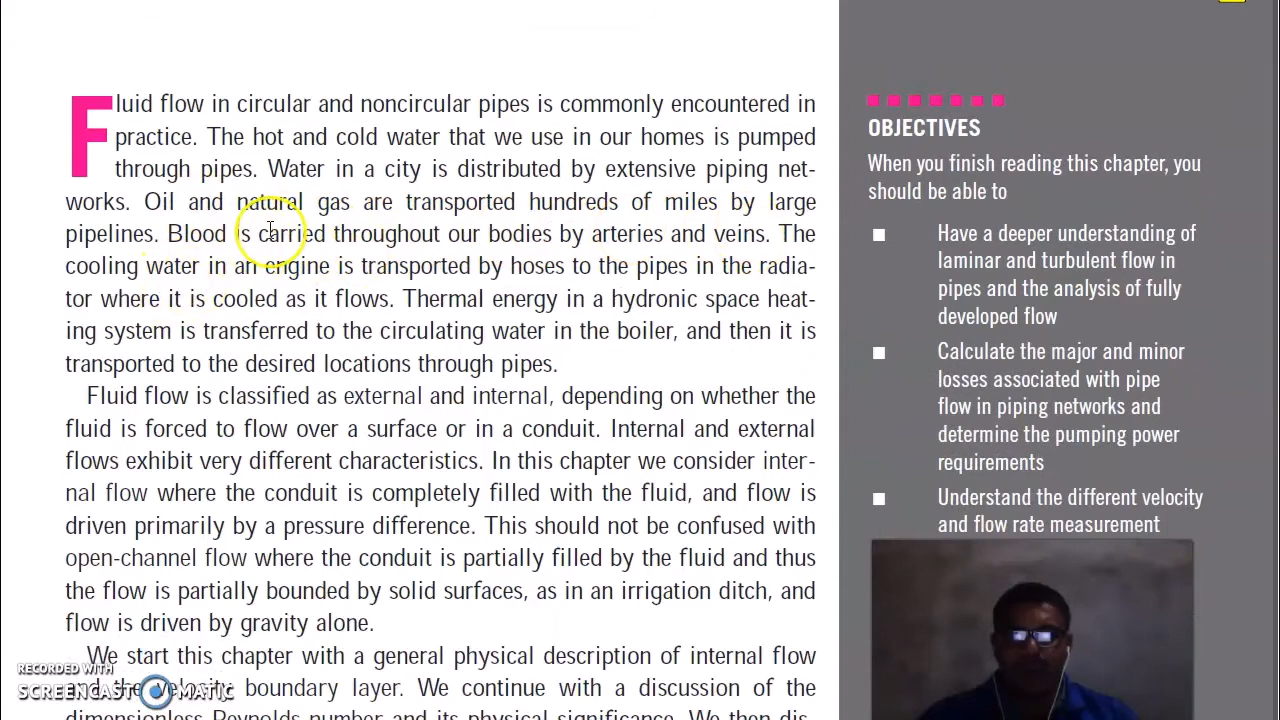 Fluid flow in circular and noncircular pipes is commonly encountered in
practice. The hot and cold water that we use in our homes is pumped
through pipes. Water in a city is distributed by extensive piping net-
works. Oil and natural gas are transported hundreds of miles by large
pipelines. Blood is carried throughout our bodies by arteries and veins. The
cooling water in an engine is transported by hoses to the pipes in the radia-
tor where it is cooled as it flows. Thermal energy in a hydronic space heat-
ing system is transferred to the circulating water in the boiler, and then it is
transported to the desired locations through pipes.
Fluid flow is classified as external and internal, depending on whether the
fluid is forced to flow over a surface or in a conduit. Internal and external
flows exhibit very different characteristics. In this chapter we consider inter-
nal flow where the conduit is completely filled with the fluid, and flow is
driven primarily by a pressure difference. This should not be confused with
open-channel flow where the conduit is partially filled by the fluid and thus
the flow is partially bounded by solid surfaces, as in an irrigation ditch, and
flow is driven by gravity alone.
We start this chapter with a general physical description of internal flow
and the velocity boundary layer. We continue with a discussion of the
dimensionless Reynolds number and its physical significance. We then dis-
OBJECTIVES
When you finish reading this chapter, you
should be able to
Have a deeper understanding of
laminar and turbulent flow in
pipes and the analysis of fully
developed flow
Calculate the major and minor
losses associated with pipe
flow in piping networks and
determine the pumping power
requirements
Understand the different velocity
and flow rate measurement
RECORDED WITH
SCREENCAST MATIC